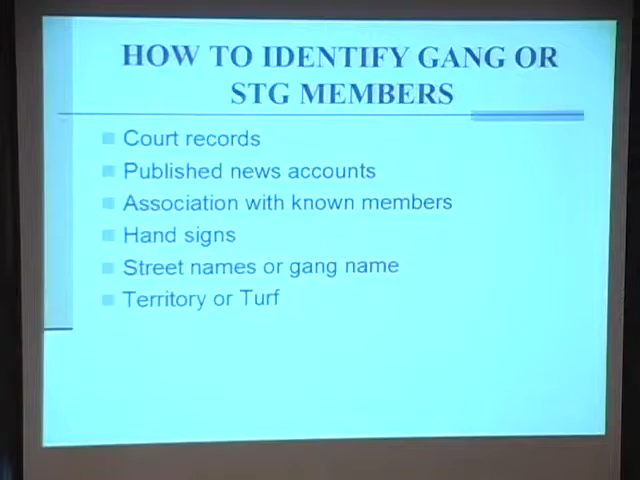 HOW TO IDENTIFY GANG OR
STG MEMBERS
Court records
Published news accounts
Association with known members
Hand signs
Street names or gang name
Territory or Turf